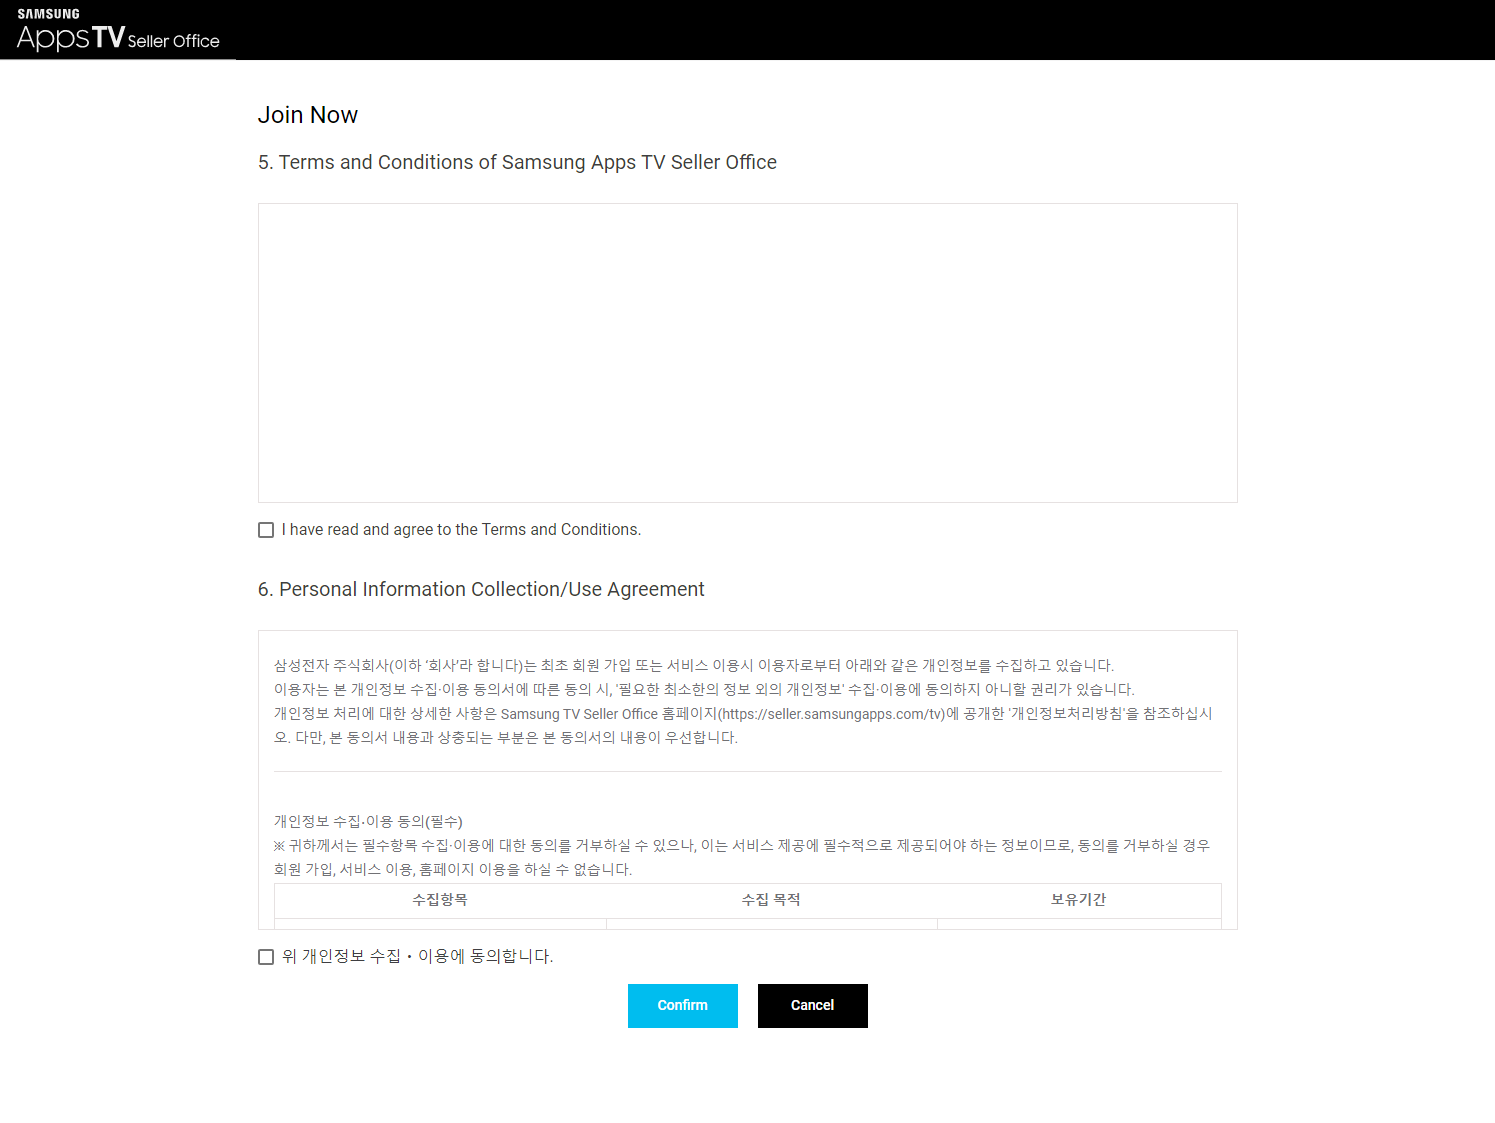 SAMSUNG
AppsTV Seller Office
Join Now
5. Terms and Conditions of Samsung Apps TV Seller Office
I have read and agree to the Terms and Conditions.
6. Personal Information Collection/Use Agreement
삼성전자 주식회사(이하 '회사'라 합니다)는 최초 회원 가입 또는 서비스 이용시 이용자로부터 아래와 같은 개인정보를 수집하고 있습니다.
이용자는 본 개인정보 수집·이용 동의서에 따른 동의 시, '필요한 최소한의 정보 외의 개인정보' 수집·이용에 동의하지 아니할 권리가 있습니다.
개인정보 처리에 대한 상세한 사항은 Samsung TV Seller Office 홈페이지(https://seller.samsungapps.com/tv)에 공개한 '개인정보처리방침'을 참조하십시
오. 다만, 본 동의서 내용과 상충되는 부분은 본 동의서의 내용이 우선합니다.
개인정보 수집·이용 동의(필수)
※ 귀하께서는 필수항목 수집·이용에 대한 동의를 거부하실 수 있으나, 이는 서비스 제공에 필수적으로 제공되어야 하는 정보이므로, 동의를 거부하실 경우
회원 가입, 서비스 이용, 홈페이지 이용을 하실 수 없습니다.
수집항목 수집 목적 보유기간
위 개인정보 수집・이용에 동의합니다.
Confirm Cancel